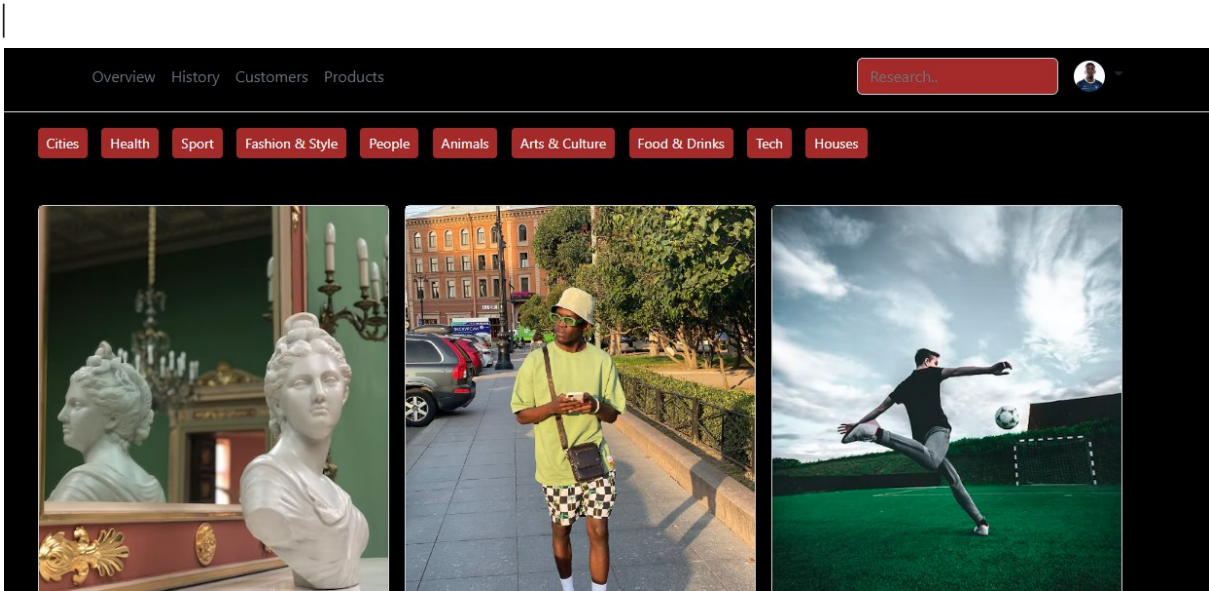 Overview History Customers Products Research..
Cities Health Sport Fashion & Style People Animals Arts & Culture Food & Drinks Tech Houses